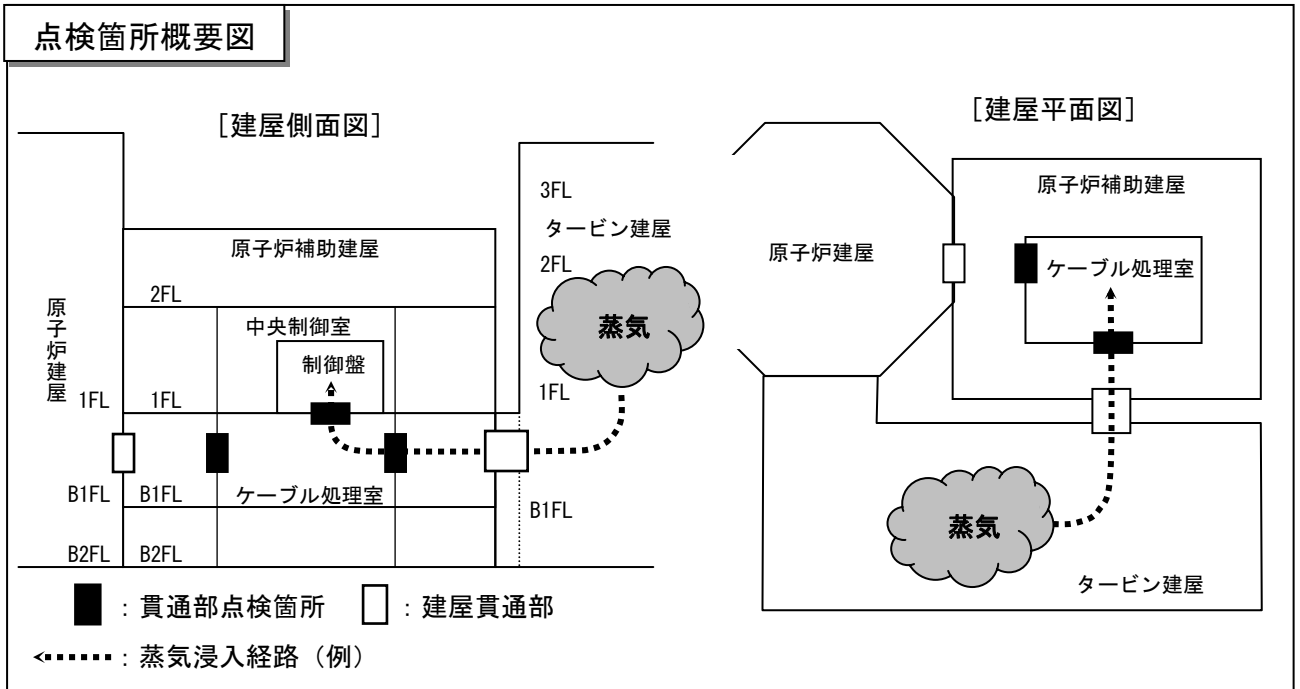 点検箇所概要図
［建屋側面図］
原子炉建屋
原子炉補助建屋
2FL
中央制御室
制御盤
1FL
1FL
B1FL
B1FL
ケーブル処理室
B2FL
B2FL
3FL
タービン建屋
2FL
蒸気
1FL
B1FL
［建屋平面図］
原子炉補助建屋
原子炉建屋
ケーブル処理室
蒸気
タービン建屋
：貫通部点検箇所
：建屋貫通部
：蒸気浸入経路（例）